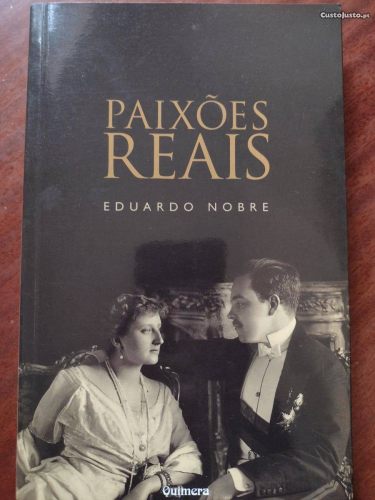 CustoJusto.pt
PAIXÕES
REAIS
EDUARDO NOBRE
Quimera